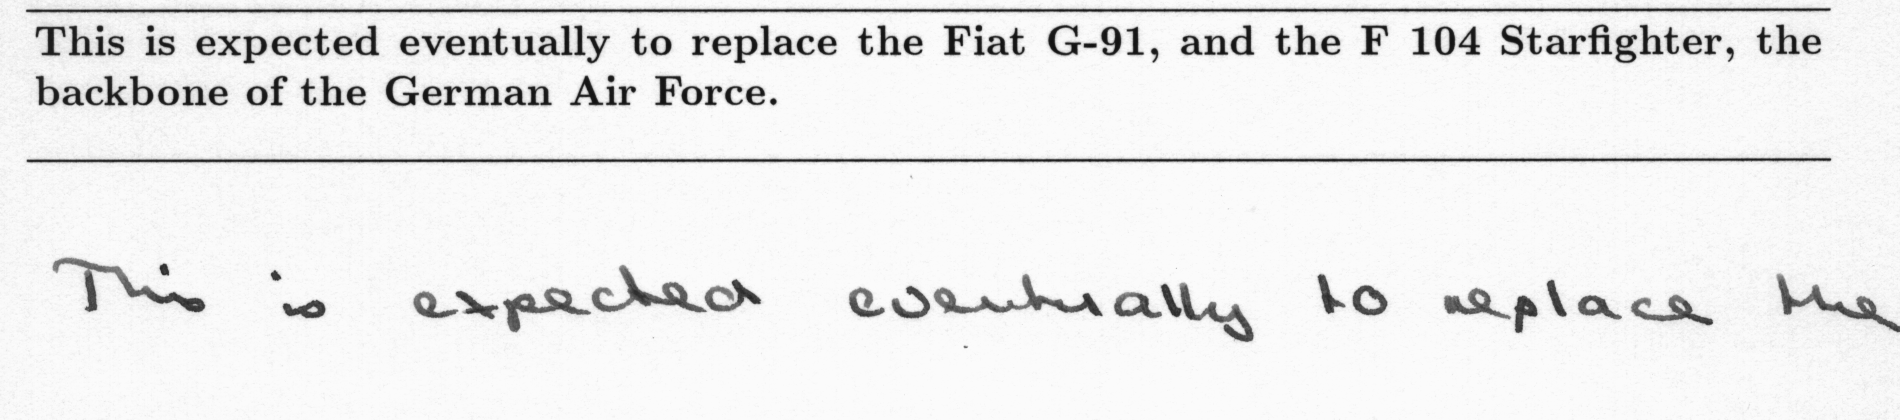 This is expected eventually to replace the Fiat G-91, and the F 104 Starfighter, the
backbone of the German Air Force.
This is expected eventually to replace the